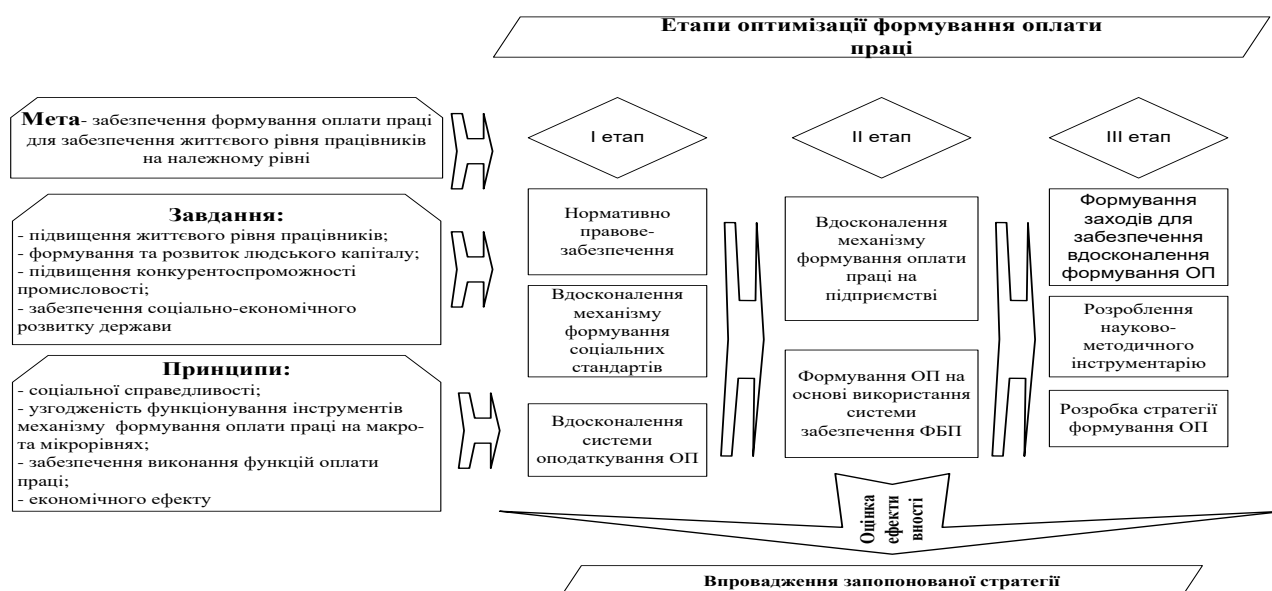 Етапи оптимізації формування оплати
праці
Мета- забезпечення формування оплати праці
для забезпечення життєвого рівня працівників
на належному рівні
Завдання:
- підвищення життєвого рівня працівників;
- формування та розвиток людського капіталу;
- підвищення конкурентоспроможності
промисловості;
- забезпечення соціально-економічного
розвитку держави
Принципи:
- соціальної справедливості;
- узгодженість функціонування інструментів
механізму формування оплати праці на макро-
та мікрорівнях;
- забезпечення виконання функцій оплати
праці;
- економічного ефекту
I етап
Нормативно
правове-
забезпечення
Вдосконалення
механізму
формування
соціальних
стандартів
Вдосконалення
системи
оподаткування ОП
II етап
Вдосконалення
механізму
формування оплати
праці на
підприємстві
Формування ОП на
основі використання
системи
забезпечення ФБП
III етап
Формування
заходів для
забезпечення
вдосконалення
формування ОП
Розроблення
науково-
методичного
інструментарію
Розробка стратегії
формування ОП
Оцінка
ефекти
вності
Впровадження запопонованої стратегії